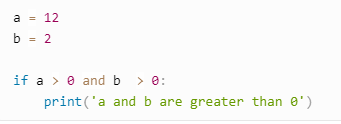 a = 12
b = 2

if a > 0 and b  > 0:
    print('a and b are greater than 0')